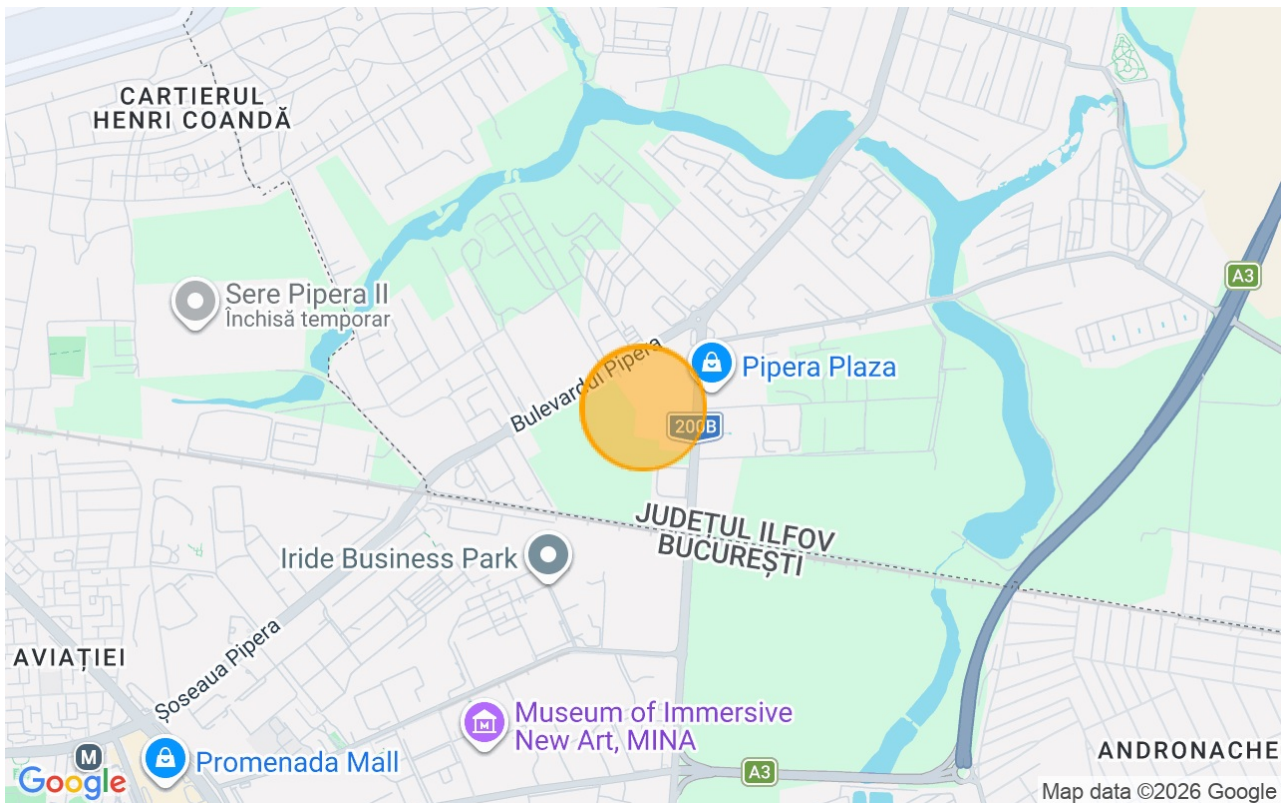 CARTIERUL
HENRI COANDĂ
A3
Sere Pipera II
Închisă temporar
Bulevardul Pipera
Pipera Plaza
200B
JUDEȚUL ILFOV
BUCUREȘTI
Iride Business Park
AVIAȚIEI
Șoseaua Pipera
Museum of Immersive
New Art, MINA
ANDRONACHE
M
Promenada Mall
A3
Google
Map data ©2026 Google